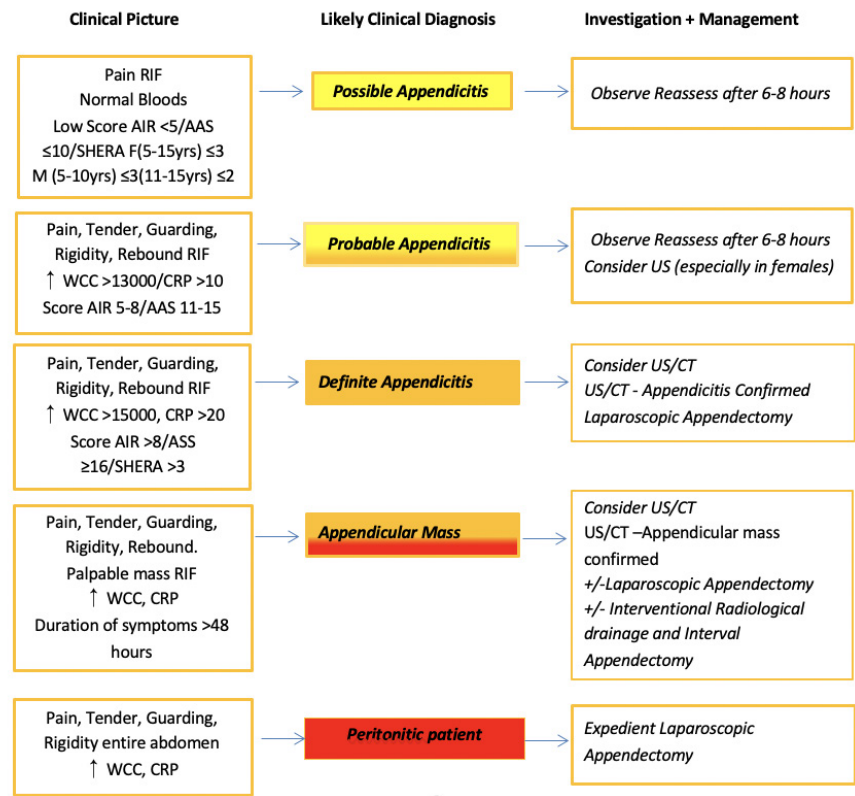 Clinical Picture
Likely Clinical Diagnosis
Investigation + Management
Pain RIF
Normal Bloods
Low Score AIR <5/AAS
≤10/SHERA F(5-15yrs) ≤3
M (5-10yrs) ≤3(11-15yrs) ≤2
Possible Appendicitis
Observe Reassess after 6-8 hours
Pain, Tender, Guarding,
Rigidity, Rebound RIF
↑ WCC >13000/CRP >10
Score AIR 5-8/AAS 11-15
Probable Appendicitis
Observe Reassess after 6-8 hours
Consider US (especially in females)
Pain, Tender, Guarding,
Rigidity, Rebound RIF
↑ WCC >15000, CRP >20
Score AIR >8/ASS
≥16/SHERA >3
Definite Appendicitis
Consider US/CT
US/CT - Appendicitis Confirmed
Laparoscopic Appendectomy
Pain, Tender, Guarding,
Rigidity, Rebound.
Palpable mass RIF
↑ WCC, CRP
Duration of symptoms >48
hours
Appendicular Mass
Consider US/CT
US/CT –Appendicular mass
confirmed
+/-Laparoscopic Appendectomy
+/- Interventional Radiological
drainage and Interval
Appendectomy
Pain, Tender, Guarding,
Rigidity entire abdomen
↑ WCC, CRP
Peritonitic patient
Expedient Laparoscopic
Appendectomy